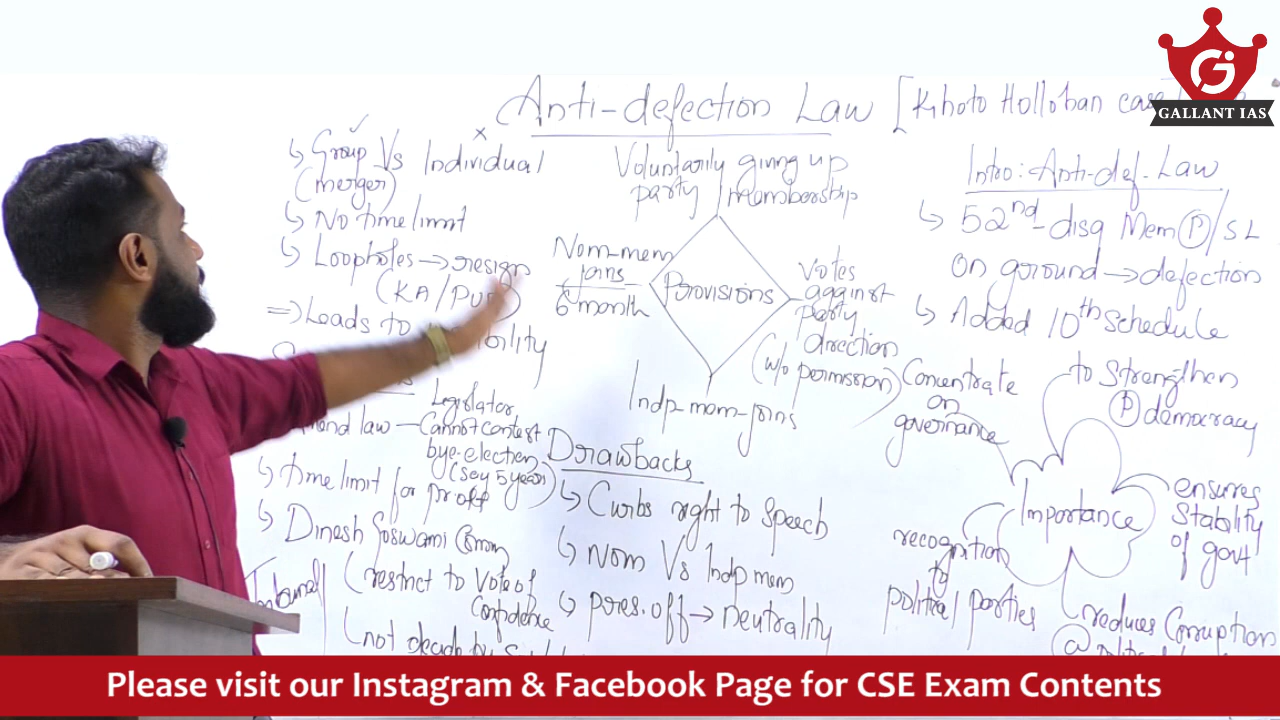 GALLANT IAS
Anti-defection Law [Kihoto Hollohan case
Intro: Anti-def-Law
↳ 52nd-disq Mem (P)/SL
on ground → defection
↳ Added 10th Schedule
Provisions
Voluntarily giving up
party membership
Votes
against
party
direction
(w/o permission)
Indp-mem-joins
Nom-mem
joins
6 month
Importance
to Strengthen
(P) democracy
ensures
Stability
of govt
reduces Corruption
@
recognition
to
political parties
Concentrate
on
governance
Drawbacks
↳ Curbs right to Speech
↳ Nom Vs Indp mem
↳ pres. off → neutrality
↳ Group ✓ Vs Individual ×
(merger)
↳ No time limit
↳ Loopholes → resign
(KA/
⇒ Leads to
law — Legislator
Cannot contest
bye-election
(Say 5 years)
↳ time limit for
↳ Dinesh Goswami Comm
restrict to Vote of
Confidence
not decide by
Please visit our Instagram & Facebook Page for CSE Exam Contents